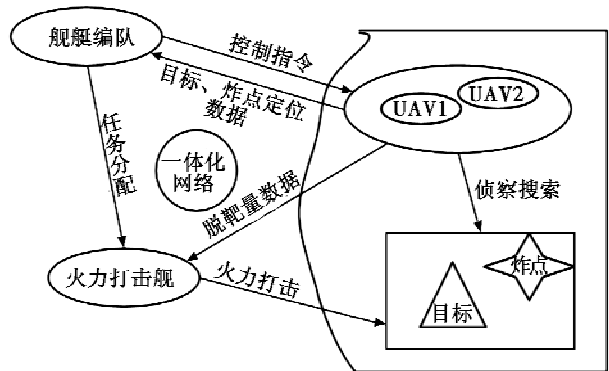 舰艇编队
控制指令
目标、炸点定位
数据
UAV1
UAV2
任务分配
一体化
网络
脱靶量数据
侦察搜索
火力打击舰
火力打击
炸点
目标